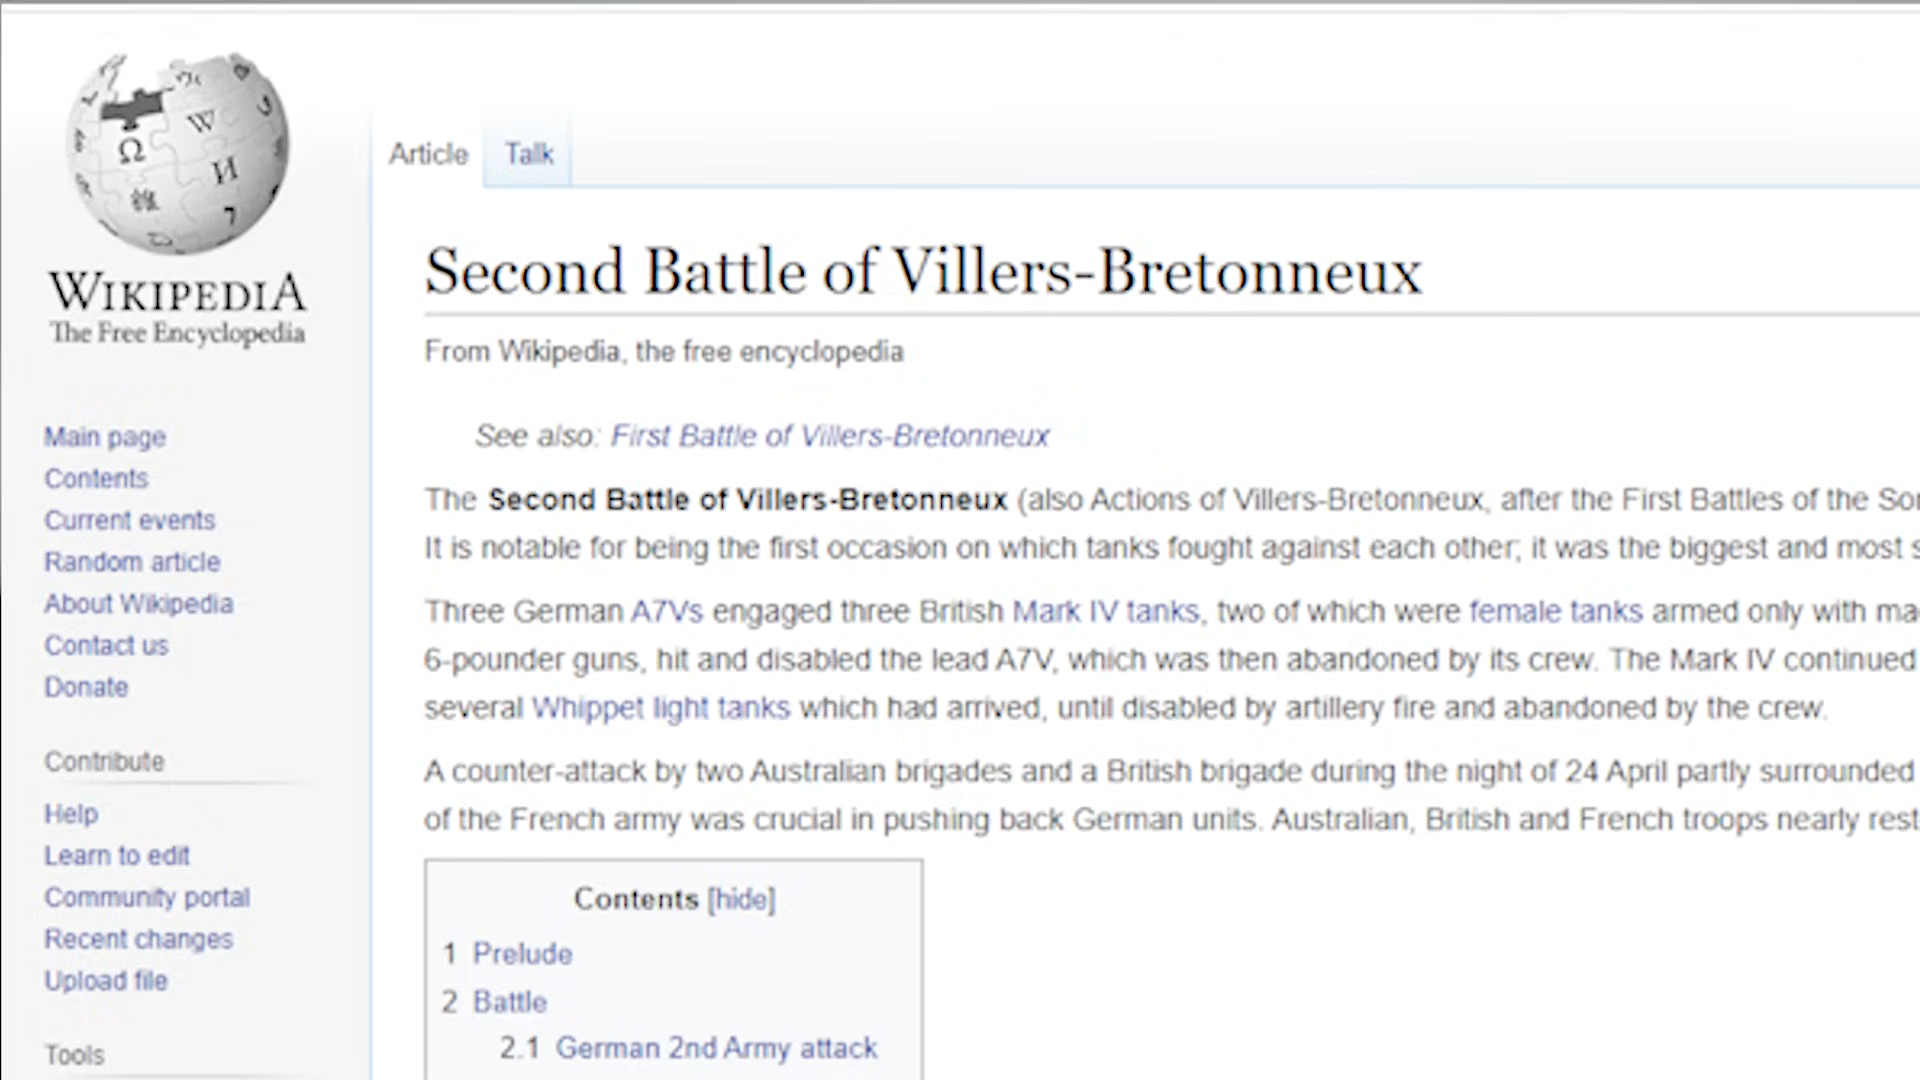 WIKIPEDIA
The Free Encyclopedia
Main page
Contents
Current events
Random article
About Wikipedia
Contact us
Donate
Contribute
Help
Learn to edit
Community portal
Recent changes
Upload file
Tools
Article
Talk
Second Battle of Villers-Bretonneux
From Wikipedia, the free encyclopedia
See also: First Battle of Villers-Bretonneux
The Second Battle of Villers-Bretonneux (also Actions of Villers-Bretonneux, after the First Battles of the
It is notable for being the first occasion on which tanks fought against each other; it was the biggest and most
Three German A7Vs engaged three British Mark IV tanks, two of which were female tanks armed only with
6-pounder guns, hit and disabled the lead A7V, which was then abandoned by its crew. The Mark IV continued
several Whippet light tanks which had arrived, until disabled by artillery fire and abandoned by the crew.
A counter-attack by two Australian brigades and a British brigade during the night of 24 April partly surrounded
of the French army was crucial in pushing back German units. Australian, British and French troops nearly
Contents [hide]
1 Prelude
2 Battle
2.1 German 2nd Army attack